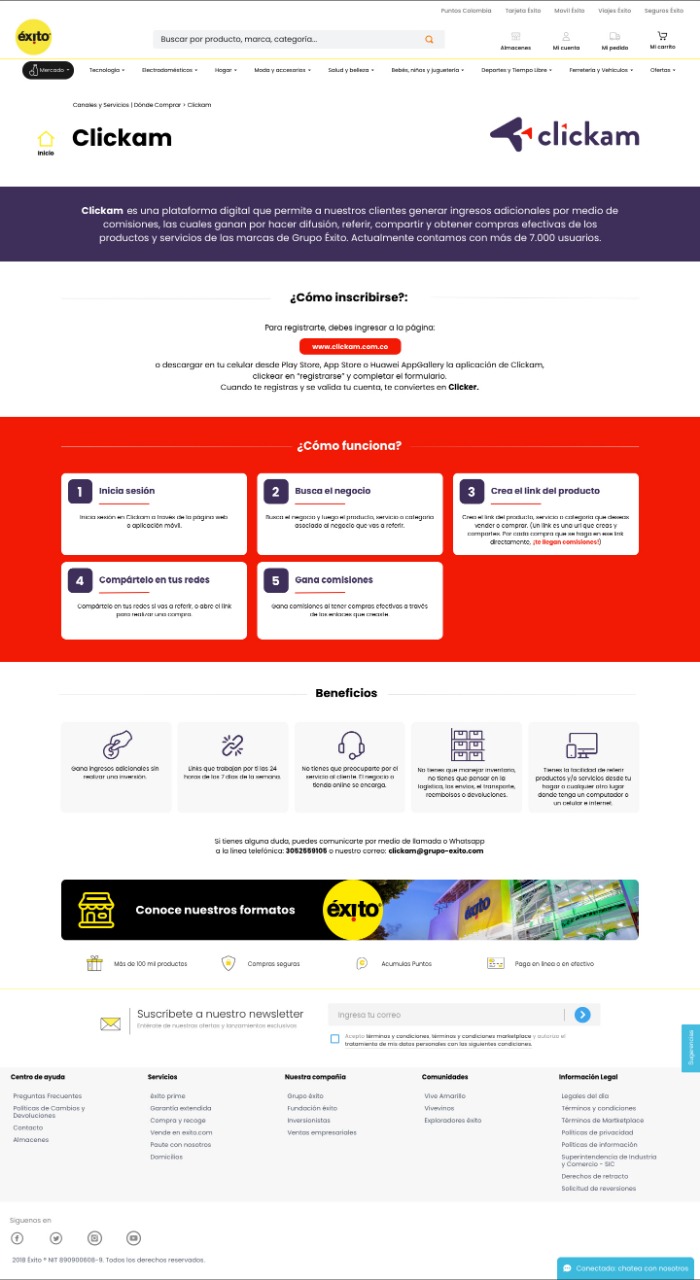 Puntos Colombia Tarjeta Éxito Movil Éxito Viajes Éxito Seguros Éxito
éxito
Buscar por producto, marca, categoría...
Almacenes Mi cuenta Mi pedido Mi carrito
Mercado Tecnología Electrodomésticos Hogar Moda y accesorios Salud y belleza Bebés, niños y juguetería Deportes y Tiempo Libre Ferretería y Vehículos Ofertas
Canales y Servicios | Dónde Comprar > Clickam
Inicio
Clickam
clickam
Clickam es una plataforma digital que permite a nuestros clientes generar ingresos adicionales por medio de
comisiones, las cuales ganan por hacer difusión, referir, compartir y obtener compras efectivas de los
productos y servicios de las marcas de Grupo Éxito. Actualmente contamos con más de 7.000 usuarios.
¿Cómo inscribirse?:
Para registrarte, debes ingresar a la página:
www.clickam.com.co
o descargar en tu celular desde Play Store, App Store o Huawei AppGallery la aplicación de Clickam,
clickear en “registrarse” y completar el formulario.
Cuando te registras y se valida tu cuenta, te conviertes en Clicker.
¿Cómo funciona?
1 Inicia sesión
Inicia sesión en Clickam a través de la página web
o aplicación móvil.
2 Busca el negocio
Busca el negocio y luego el producto, servicio o categoría
asociado al negocio que vas a referir.
3 Crea el link del producto
Crea el link del producto, servicio o categoría que deseas
vender o comprar. (Un link es una url que creas y
compartes. Por cada compra que se haga en ese link
directamente, ¡te llegan comisiones!)
4 Compártelo en tus redes
Compártelo en tus redes si vas a referir, o abre el link
para realizar una compra.
5 Gana comisiones
Gana comisiones al tener compras efectivas a través
de los enlaces que creaste.
Beneficios
Gana ingresos adicionales sin
realizar una inversión.
Links que trabajan por ti las 24
horas de los 7 días de la semana.
No tienes que preocuparte por el
servicio al cliente. El negocio o
tienda online se encarga.
No tienes que manejar inventario,
no tienes que pensar en la
logística, los envíos, el transporte,
reembolsos o devoluciones.
Tienes la facilidad de referir
productos y/o servicios desde tu
hogar o cualquier otro lugar
donde tenga un computador o
un celular e internet.
Si tienes alguna duda, puedes comunicarte por medio de llamada o Whatsapp
a la línea telefónica: 3052559105 o nuestro correo: clickam@grupo-exito.com
Conoce nuestros formatos
éxito
éxito
Más de 100 mil productos Compras seguras Acumulas Puntos Paga en línea o en efectivo
Suscríbete a nuestro newsletter
Entérate de nuestras ofertas y lanzamientos exclusivos
Ingresa tu correo
Acepto términos y condiciones, términos y condiciones marketplace y autorizo el
tratamiento de mis datos personales con las siguientes condiciones.
Sugerencias
Centro de ayuda
Preguntas Frecuentes
Políticas de Cambios y
Devoluciones
Contacto
Almacenes
Servicios
éxito prime
Garantía extendida
Compra y recoge
Vende en exito.com
Paute con nosotros
Domicilios
Nuestra compañía
Grupo éxito
Fundación éxito
Inversionistas
Ventas empresariales
Comunidades
Vive Amarillo
Vivevinos
Exploradores éxito
Información Legal
Legales del día
Términos y condiciones
Términos de Marketplace
Políticas de privacidad
Políticas de información
Superintendencia de Industria
y Comercio - SIC
Derechos de retracto
Solicitud de reversiones
Síguenos en
2018 Éxito ® NIT 890900608-9. Todos los derechos reservados.
Conectado: chatea con nosotros